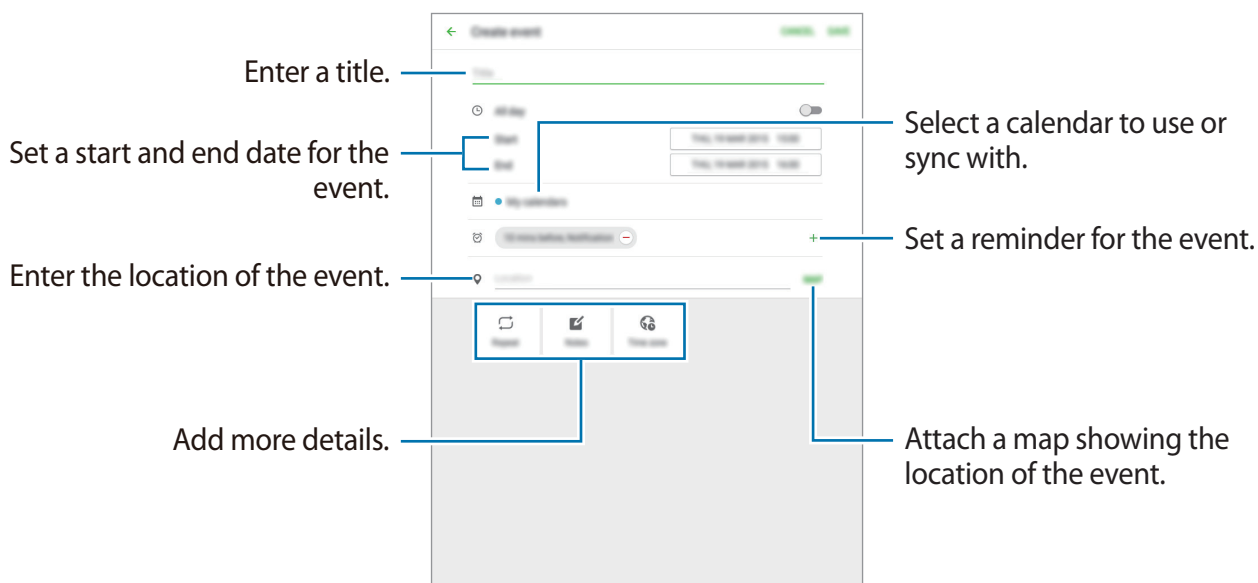 Create event
CANCEL SAVE
Enter a title.
Title
All day
Select a calendar to use or
sync with.
Set a start and end date for the
event.
Start
End
My calendars
Set a reminder for the event.
Enter the location of the event.
Location
MAP
Repeat
Notes
Time zone
Add more details.
Attach a map showing the
location of the event.